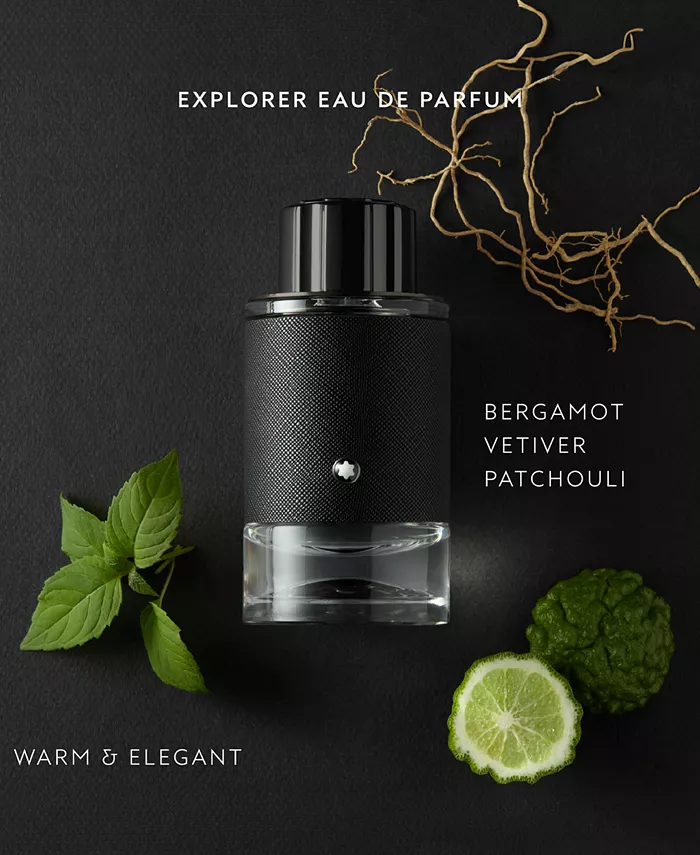 EXPLORER EAU DE PARFUM
BERGAMOT
VETIVER
PATCHOULI
WARM & ELEGANT